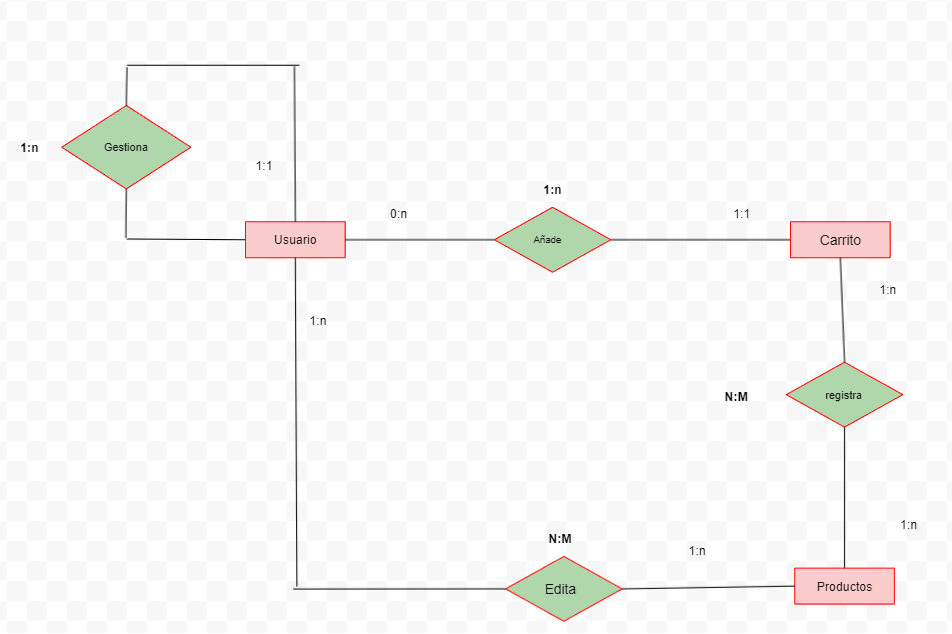 Gestiona
1:n
1:1
1:n
0:n
1:1
Usuario
Añade
Carrito
1:n
1:n
registra
N:M
1:n
N:M
1:n
Edita
Productos